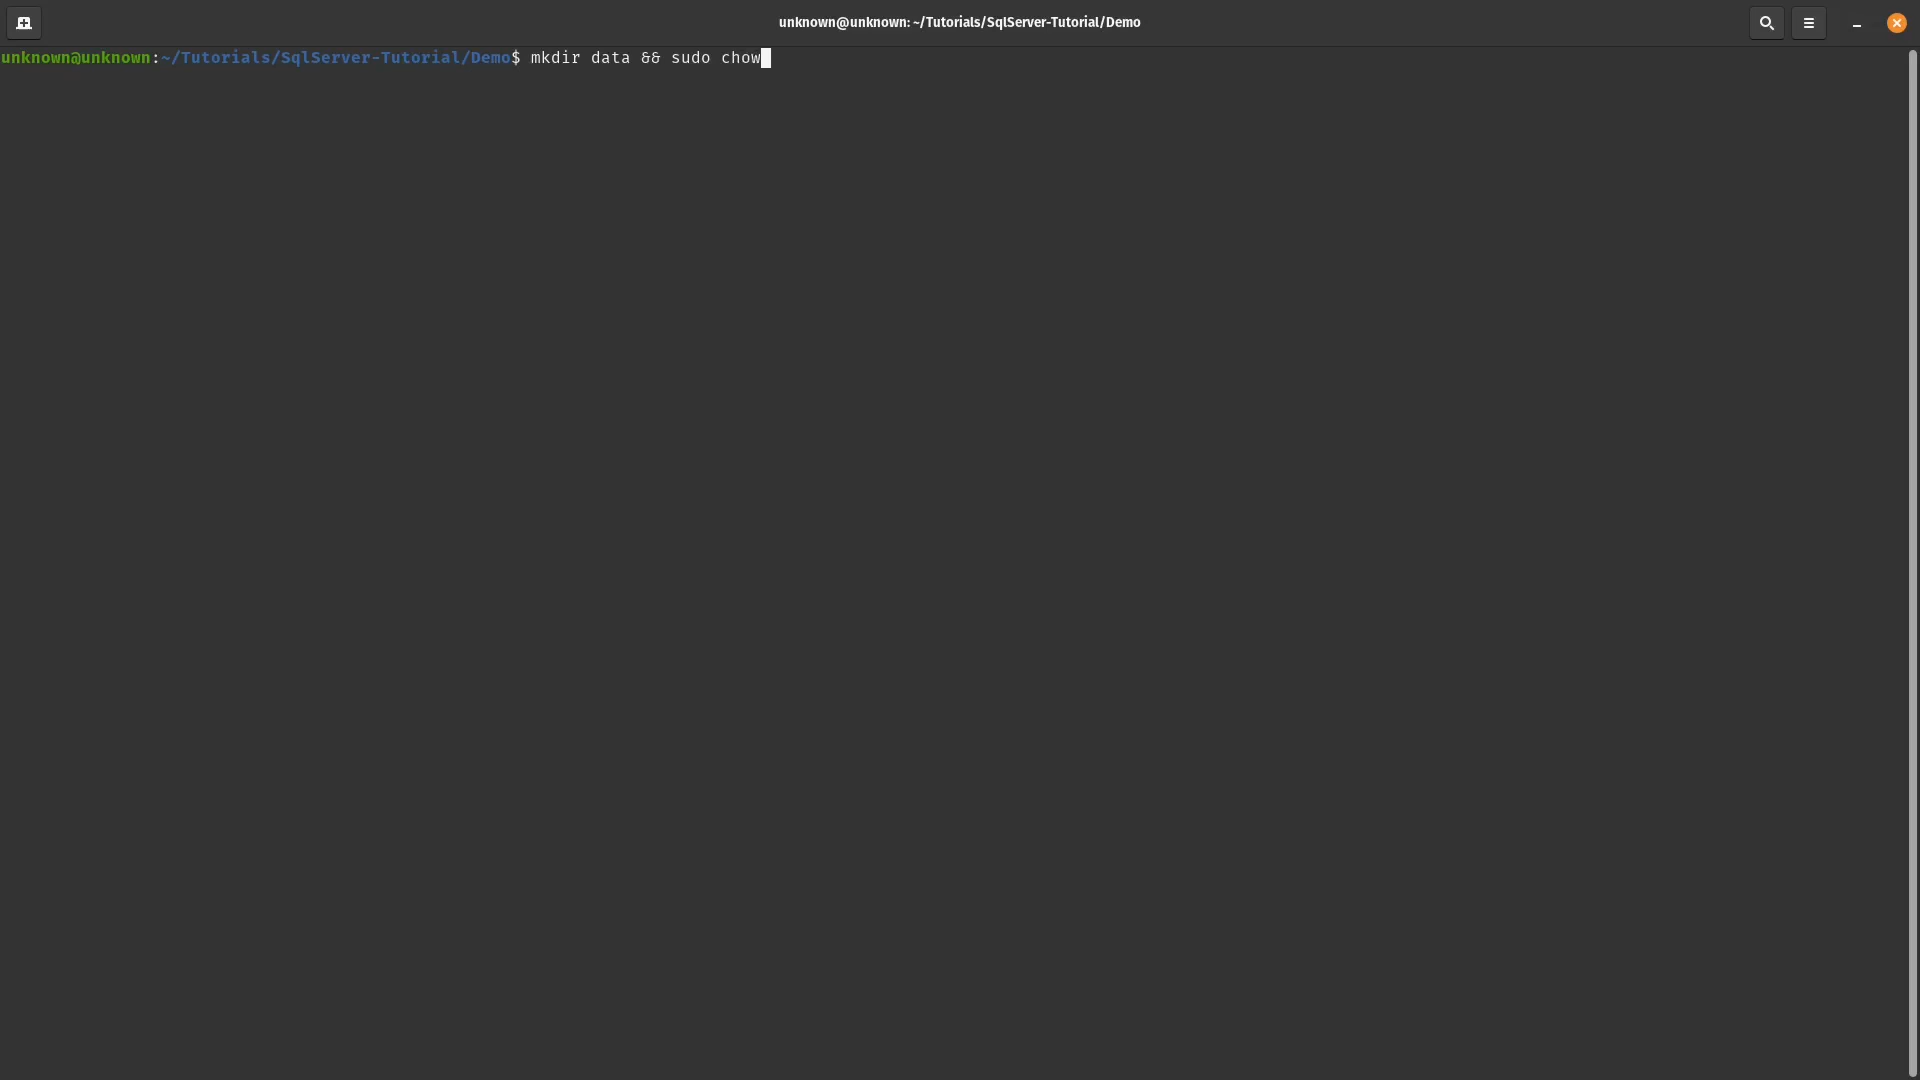 unknown@unknown: ~/Tutorials/SqlServer-Tutorial/Demo
unknown@unknown:~/Tutorials/SqlServer-Tutorial/Demo$ mkdir data && sudo chow